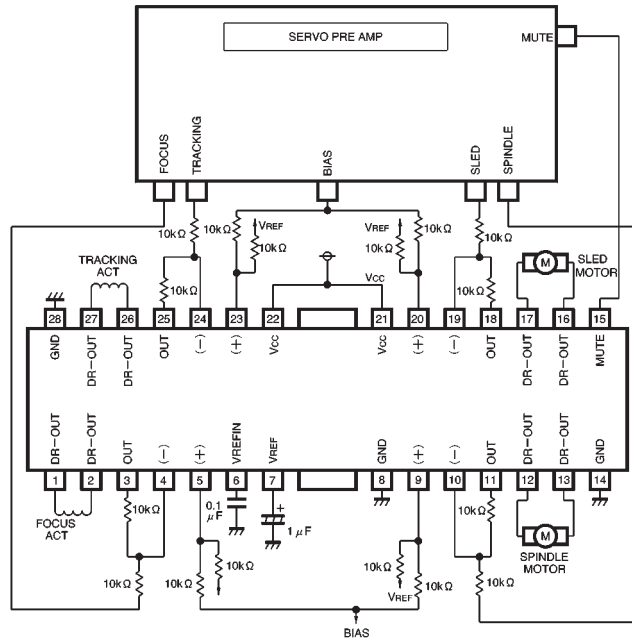 SERVO PRE AMP
MUTE
FOCUS
TRACKING
BIAS
SLED
SPINDLE
10kΩ
10kΩ
VREF
10kΩ
VREF
10kΩ
10kΩ
10kΩ
TRACKING
ACT
10kΩ
VCC
10kΩ
SLED
MOTOR
M
28
27
26
25
24
23
22
21
20
19
18
17
16
15
GND
DR-OUT
DR-OUT
OUT
(-)
(+)
VCC
VCC
(+)
(-)
OUT
DR-OUT
DR-OUT
MUTE
DR-OUT
DR-OUT
OUT
(-)
(+)
VREFIN
VREF
GND
(+)
(-)
OUT
DR-OUT
DR-OUT
GND
1
2
3
4
5
6
7
8
9
10
11
12
13
14
FOCUS
ACT
10kΩ
0.1
μF
+
1μF
10kΩ
M
SPINDLE
MOTOR
10kΩ
10kΩ
10kΩ
10kΩ
VREF
10kΩ
10kΩ
BIAS